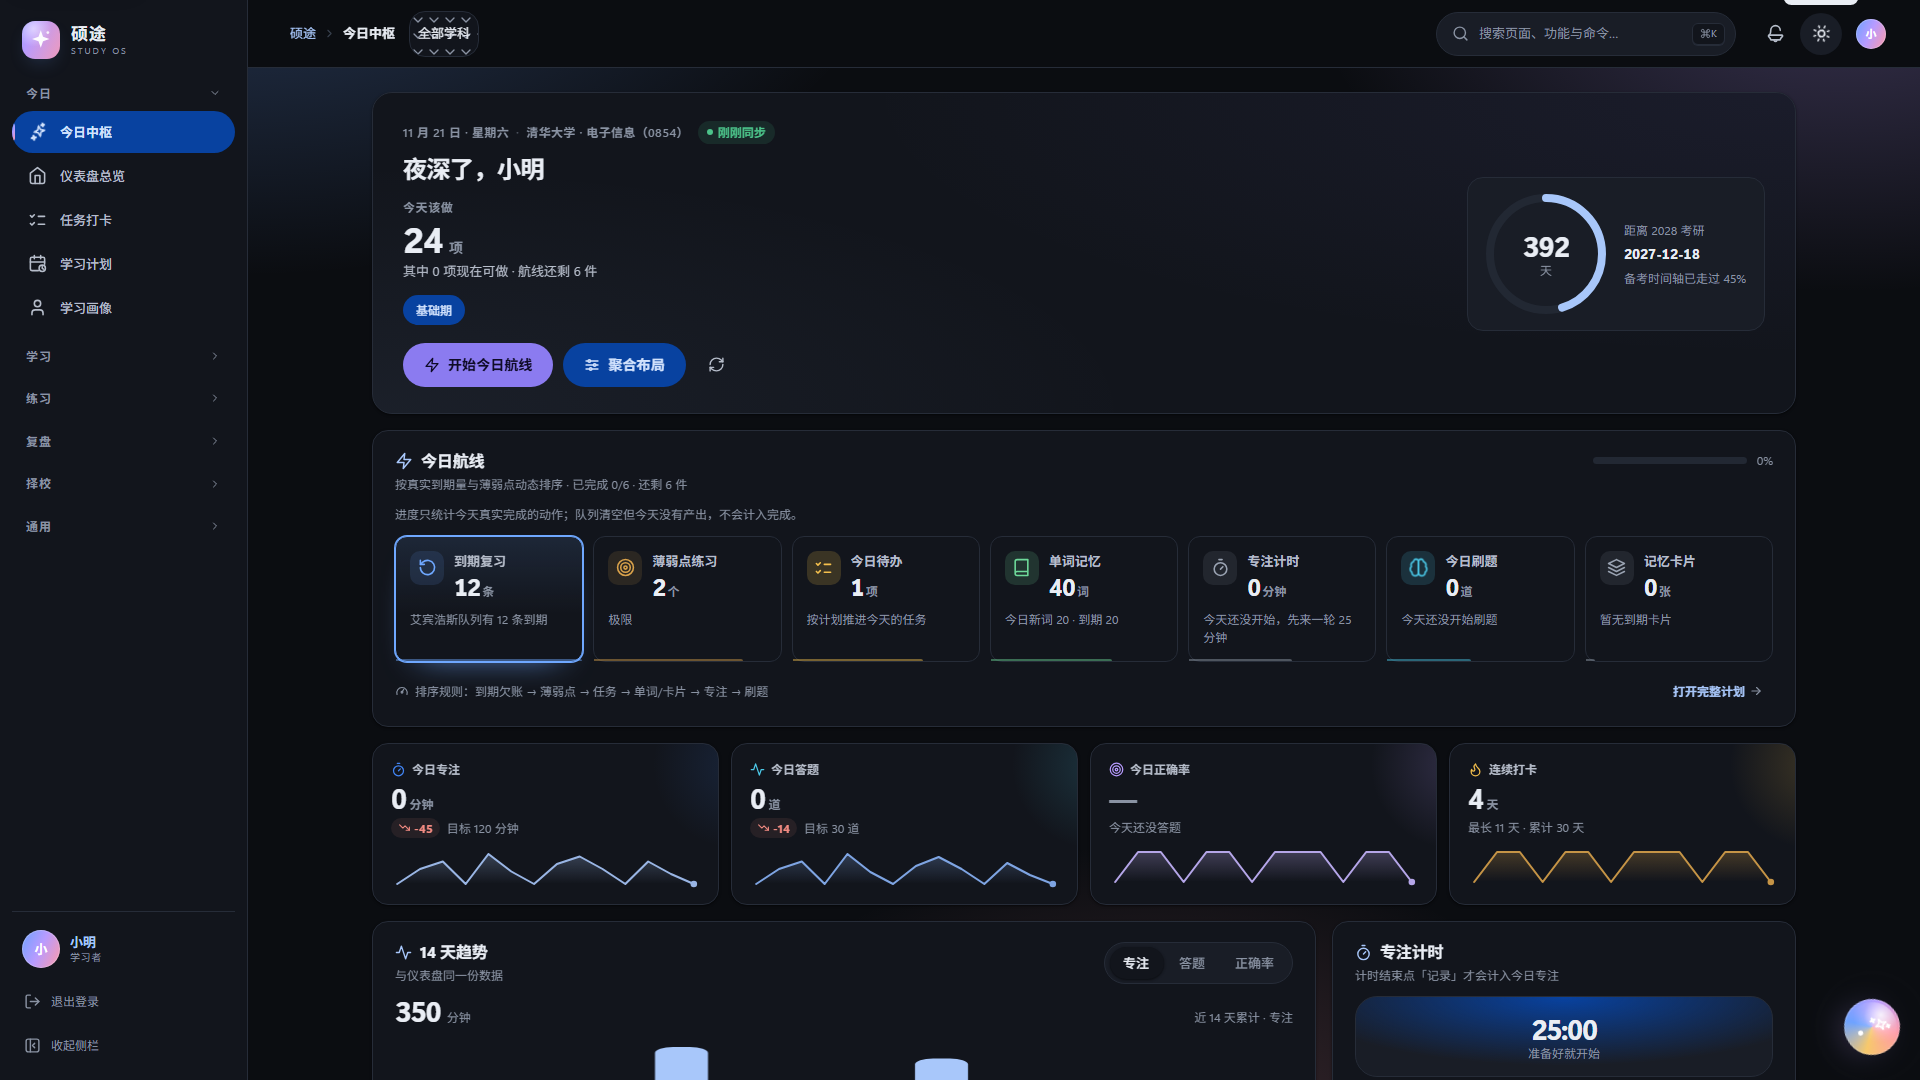 硕途
STUDY OS
今日
今日中枢
仪表盘总览
任务打卡
学习计划
学习画像
学习
练习
复盘
择校
通用
小
小明
学习者
退出登录
收起侧栏
硕途
今日中枢
全部学科
搜索页面、功能与命令...
⌘K
小
11 月 21 日 · 星期六 · 清华大学 · 电子信息（0854）
刚刚同步
夜深了，小明
今天该做
24 项
其中 0 项现在可做 · 航线还剩 6 件
基础期
开始今日航线
聚合布局
392
天
距离 2028 考研
2027-12-18
备考时间轴已走过 45%
今日航线
0%
按真实到期量与薄弱点动态排序 · 已完成 0/6 · 还剩 6 件
进度只统计今天真实完成的动作；队列清空但今天没有产出，不会计入完成。
到期复习
12条
艾宾浩斯队列有 12 条到期
薄弱点练习
2个
极限
今日待办
1项
按计划推进今天的任务
单词记忆
40词
今日新词 20 · 到期 20
专注计时
0分钟
今天还没开始，先来一轮 25
分钟
今日刷题
0道
今天还没开始刷题
记忆卡片
0张
暂无到期卡片
排序规则：到期欠账 → 薄弱点 → 任务 → 单词/卡片 → 专注 → 刷题
打开完整计划 →
今日专注
0分钟
-45 目标 120 分钟
今日答题
0道
-14 目标 30 道
今日正确率
—
今天还没答题
连续打卡
4天
最长 11 天 · 累计 30 天
14 天趋势
与仪表盘同一份数据
专注
答题
正确率
350 分钟
近 14 天累计 · 专注
专注计时
计时结束点「记录」才会计入今日专注
25:00
准备好就开始